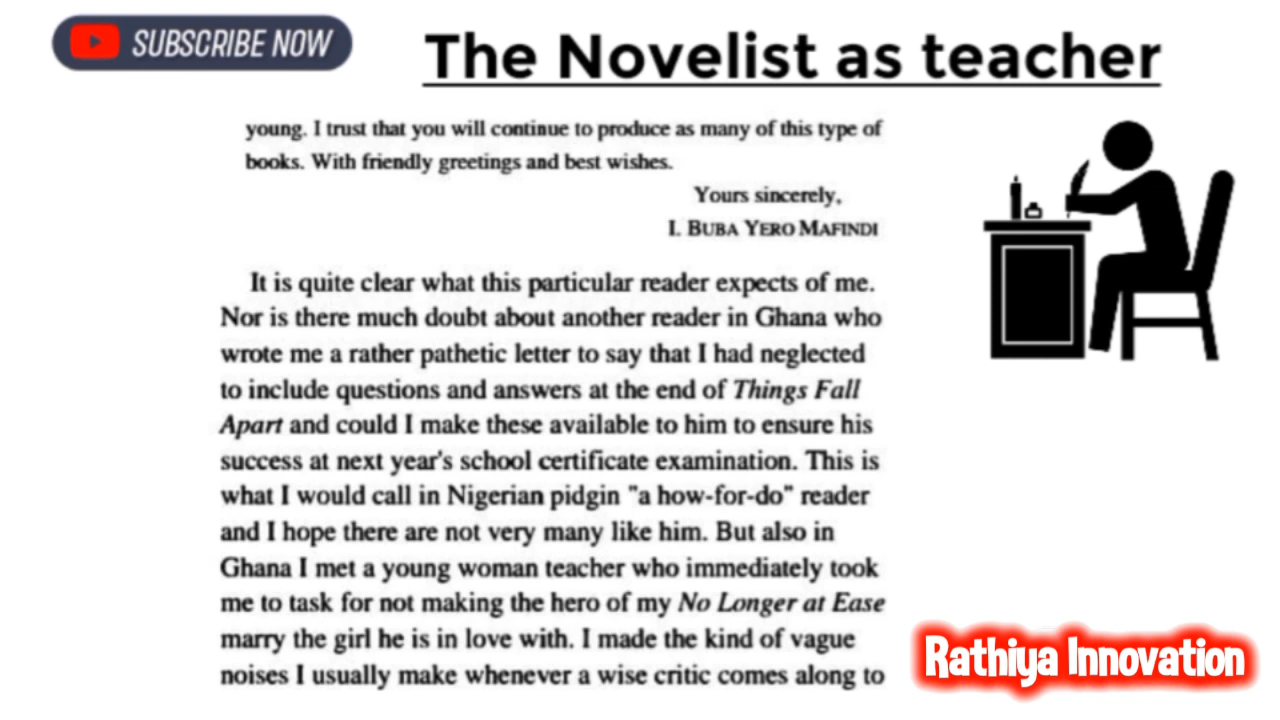 SUBSCRIBE NOW
The Novelist as teacher
young. I trust that you will continue to produce as many of this type of
books. With friendly greetings and best wishes.
Yours sincerely,
I. BUBA YERO MAFINDI
It is quite clear what this particular reader expects of me.
Nor is there much doubt about another reader in Ghana who
wrote me a rather pathetic letter to say that I had neglected
to include questions and answers at the end of Things Fall
Apart and could I make these available to him to ensure his
success at next year's school certificate examination. This is
what I would call in Nigerian pidgin "a how-for-do" reader
and I hope there are not very many like him. But also in
Ghana I met a young woman teacher who immediately took
me to task for not making the hero of my No Longer at Ease
marry the girl he is in love with. I made the kind of vague
noises I usually make whenever a wise critic comes along to
Rathiya Innovation